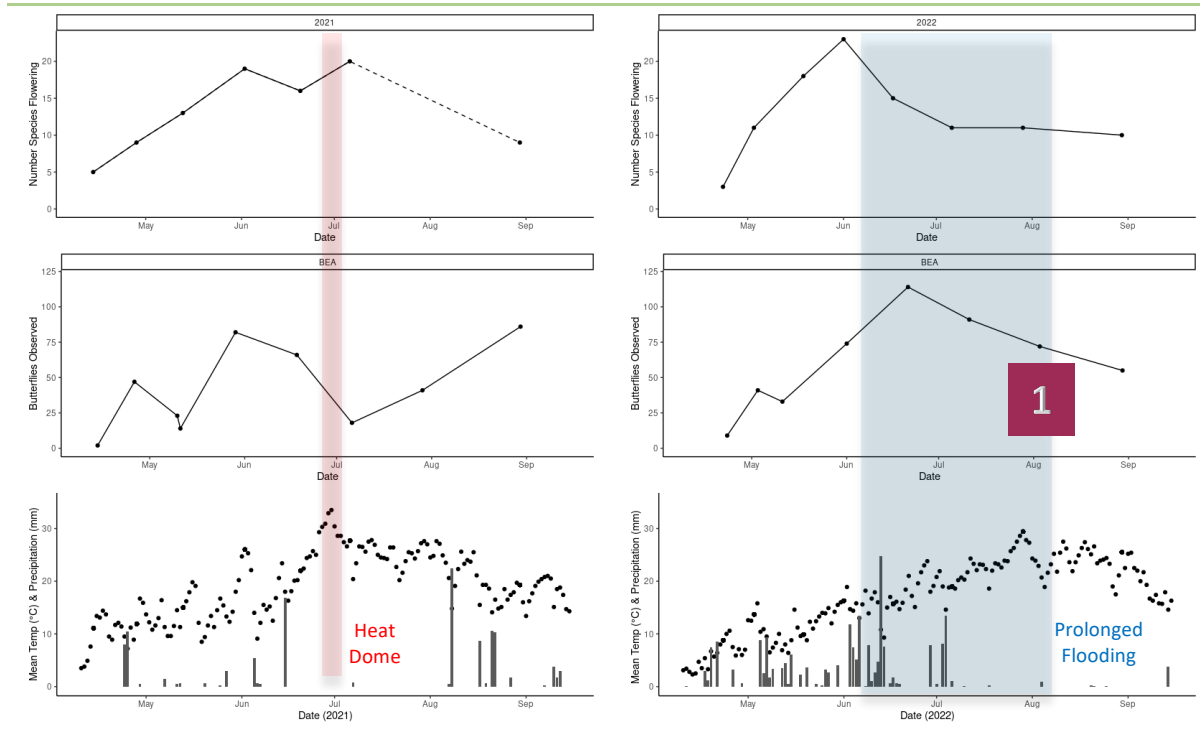 2021
Number Species Flowering
20
15
10
5
0
May Jun Jul Aug Sep
Date
2022
Number Species Flowering
20
15
10
5
0
May Jun Jul Aug Sep
Date
BEA
Butterflies Observed
125
100
75
50
25
0
May Jun Jul Aug Sep
Date
BEA
Butterflies Observed
125
100
75
50
25
0
May Jun Jul Aug Sep
Date
1
Mean Temp (°C) & Precipitation (mm)
30
20
10
0
Heat
Dome
May Jun Jul Aug Sep
Date (2021)
Mean Temp (°C) & Precipitation (mm)
30
20
10
0
Prolonged
Flooding
May Jun Jul Aug Sep
Date (2022)